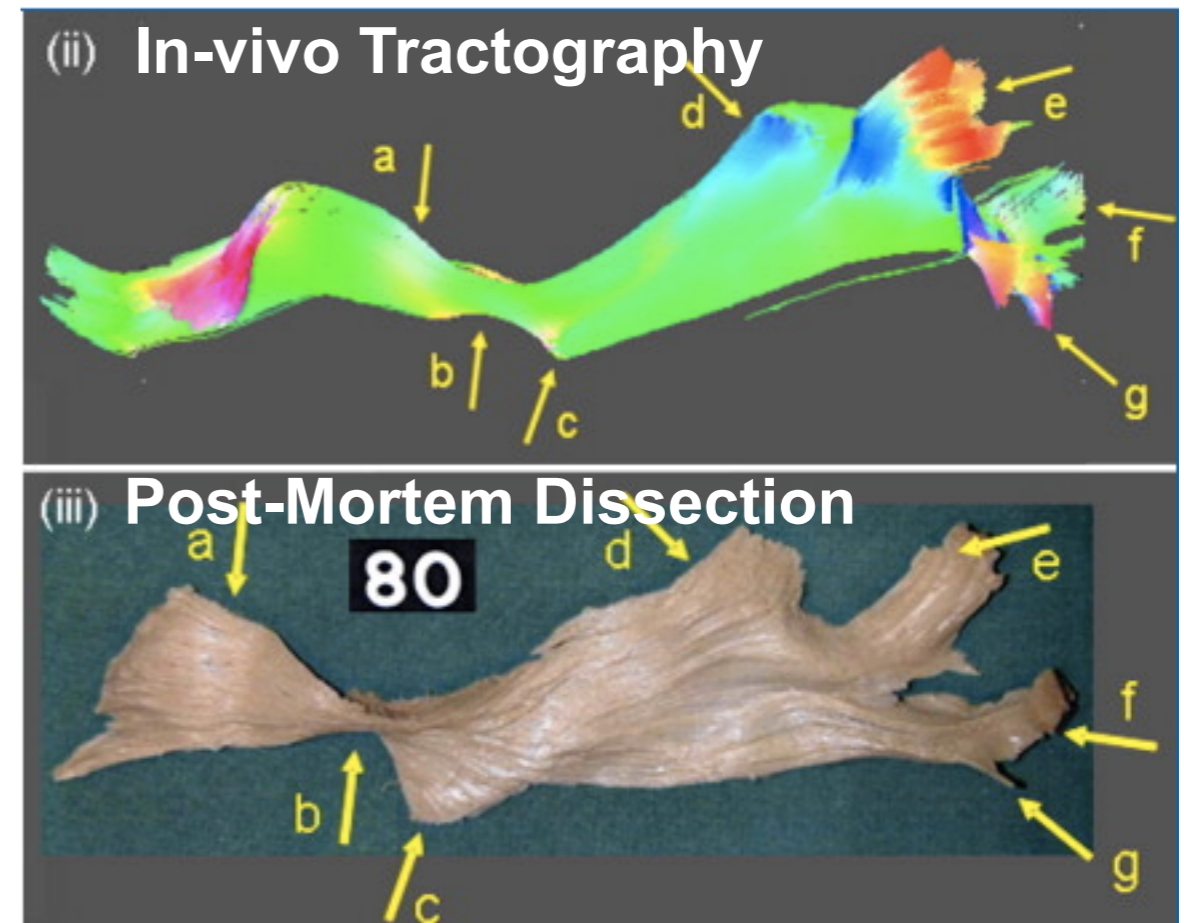 (ii) In-vivo Tractography
d
e
a
f
b
c
g
(iii) Post-Mortem Dissection
a
80
d
e
f
b
g
c